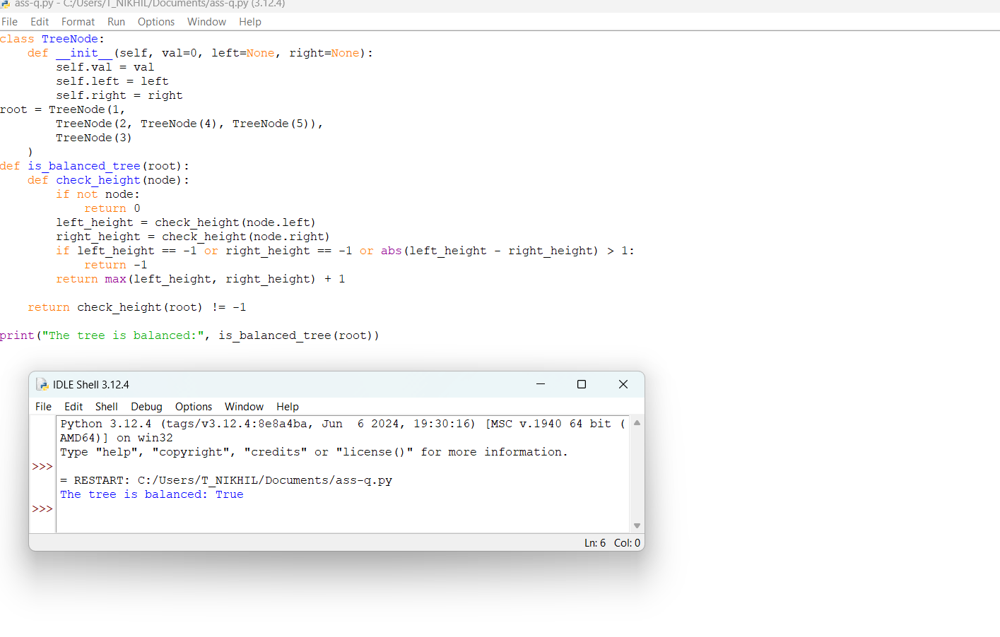 ass-q.py - C:/Users/T_NIKHIL/Documents/ass-q.py (3.12.4)
File Edit Format Run Options Window Help
class TreeNode:
    def __init__(self, val=0, left=None, right=None):
        self.val = val
        self.left = left
        self.right = right
root = TreeNode(1,
        TreeNode(2, TreeNode(4), TreeNode(5)),
        TreeNode(3)
    )
def is_balanced_tree(root):
    def check_height(node):
        if not node:
            return 0
        left_height = check_height(node.left)
        right_height = check_height(node.right)
        if left_height == -1 or right_height == -1 or abs(left_height - right_height) > 1:
            return -1
        return max(left_height, right_height) + 1
    return check_height(root) != -1
print("The tree is balanced:", is_balanced_tree(root))
IDLE Shell 3.12.4
File Edit Shell Debug Options Window Help
Python 3.12.4 (tags/v3.12.4:8e8a4ba, Jun  6 2024, 19:30:16) [MSC v.1940 64 bit (
AMD64)] on win32
Type "help", "copyright", "credits" or "license()" for more information.
>>>
= RESTART: C:/Users/T_NIKHIL/Documents/ass-q.py
The tree is balanced: True
>>>
Ln: 6 Col: 0